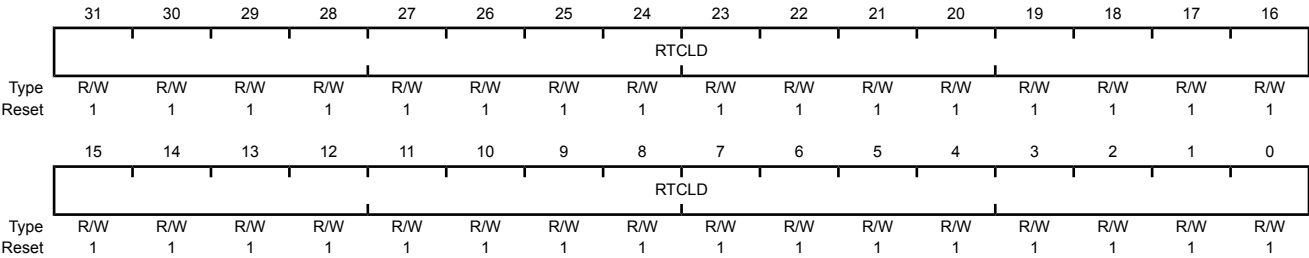 31 30 29 28 27 26 25 24 23 22 21 20 19 18 17 16
RTCLD
Type R/W R/W R/W R/W R/W R/W R/W R/W R/W R/W R/W R/W R/W R/W R/W R/W
Reset 1 1 1 1 1 1 1 1 1 1 1 1 1 1 1 1
15 14 13 12 11 10 9 8 7 6 5 4 3 2 1 0
RTCLD
Type R/W R/W R/W R/W R/W R/W R/W R/W R/W R/W R/W R/W R/W R/W R/W R/W
Reset 1 1 1 1 1 1 1 1 1 1 1 1 1 1 1 1